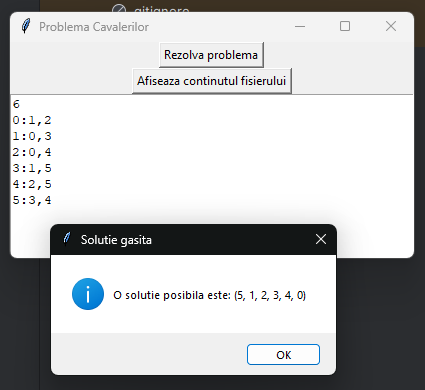 .gitignore
Problema Cavalerilor
Rezolva problema
Afiseaza continutul fisierului
6
0:1,2
1:0,3
2:0,4
3:1,5
4:2,5
5:3,4
Solutie gasita
O solutie posibila este: (5, 1, 2, 3, 4, 0)
OK